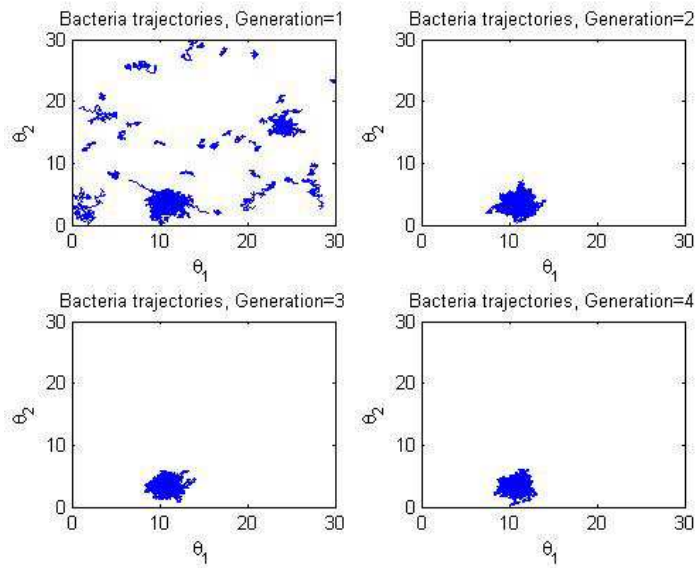 Bacteria trajectories, Generation=1
30
20
θ2
10
0
0 10 20 30
θ1
Bacteria trajectories, Generation=2
30
20
θ2
10
0
0 10 20 30
θ1
Bacteria trajectories, Generation=3
30
20
θ2
10
0
0 10 20 30
θ1
Bacteria trajectories, Generation=4
30
20
θ2
10
0
0 10 20 30
θ1